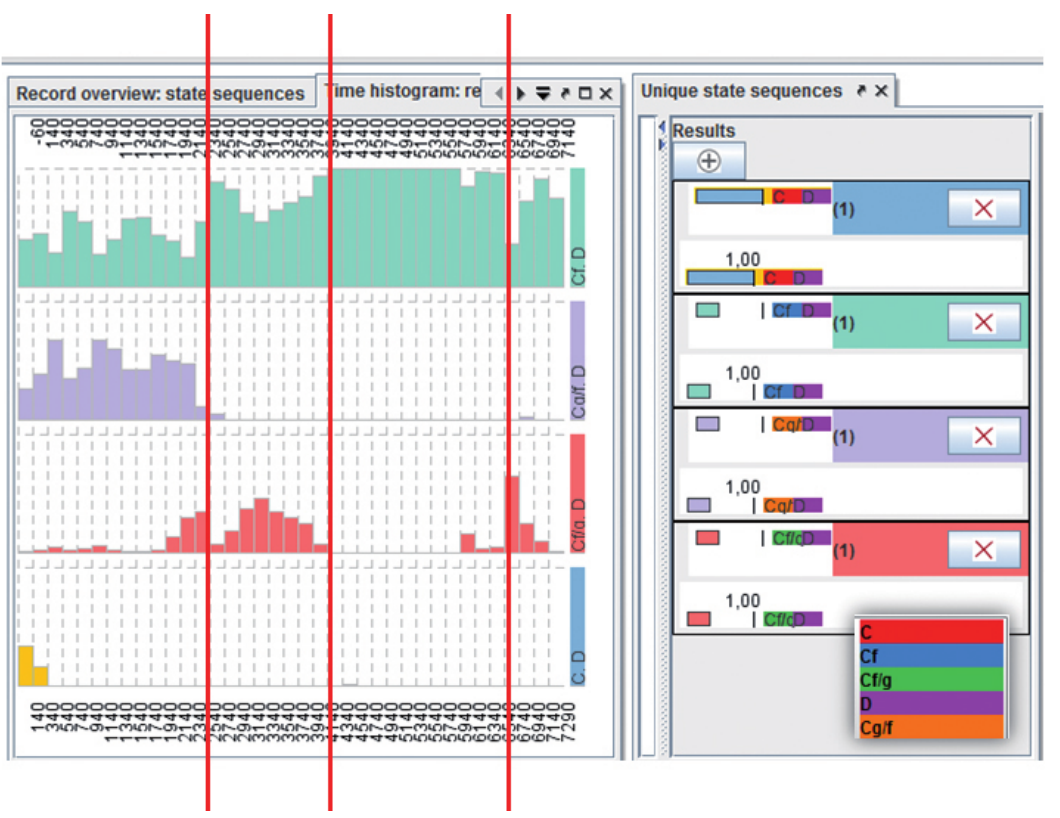 Record overview: state sequences
Time histogram: re
Unique state sequences
-60 140 340 540 740 940 1140 1340 1540 1740 1940 2140 2340 2540 2740 2940 3140 3340 3540 3740 3940 4140 4340 4540 4740 4940 5140 5340 5540 5740 5940 6140 6340 6540 6740 6940 7140
Cf. D
Cg/f. D
Cf/g. D
C. D
140 340 540 740 940 1140 1340 1540 1740 1940 2140 2340 2540 2740 2940 3140 3340 3540 3740 3940 4140 4340 4540 4740 4940 5140 5340 5540 5740 5940 6140 6340 6540 6740 6940 7140 7290
Results
C D
(1)
1,00
C D
Cf D
(1)
1,00
Cf D
Cg/f D
(1)
1,00
Cg/f D
Cf/g D
(1)
1,00
Cf/g D
C
Cf
Cf/g
D
Cg/f